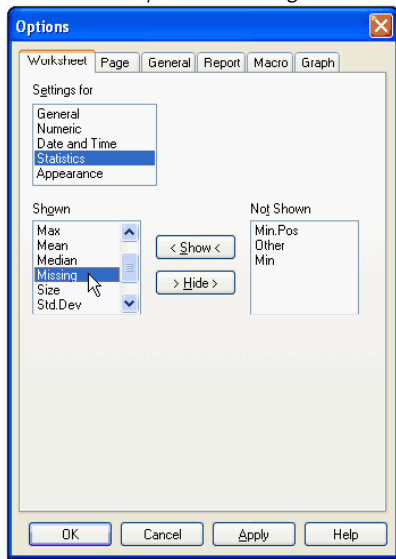 Options
Worksheet Page General Report Macro Graph
Settings for
General
Numeric
Date and Time
Statistics
Appearance
Shown
Max
Mean
Median
Missing
Size
Std.Dev
< Show <
> Hide >
Not Shown
Min.Pos
Other
Min
OK Cancel Apply Help